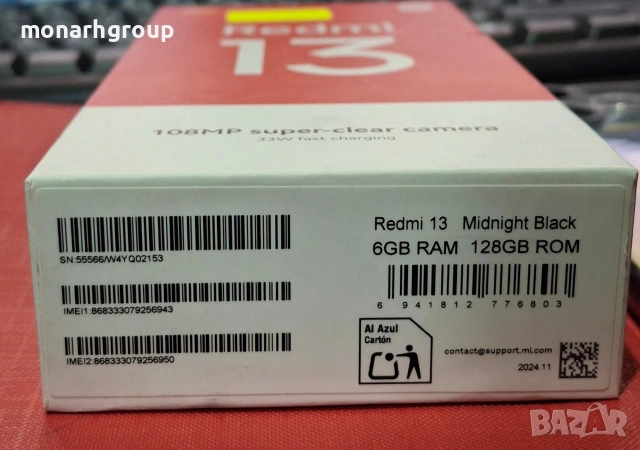 monarhgroup
Redmi
13
108MP super-clear camera
33W fast charging
SN:55566/W4YQ02153
IMEI1:868333079256943
IMEI2:868333079256950
Redmi 13 Midnight Black
6GB RAM 128GB ROM
6 941812 776803
Al Azul
Cartón
contact@support.mi.com
2024.11
BAZAR